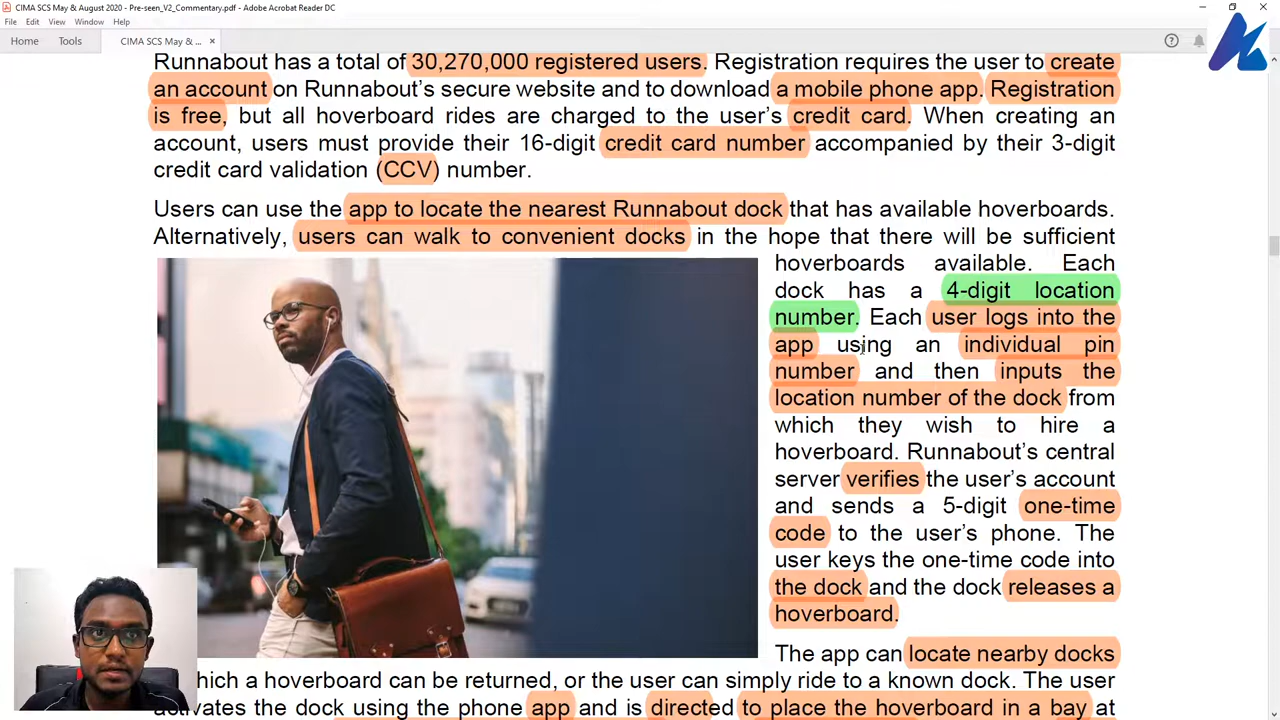 CIMA SCS May & August 2020 - Pre-seen_V2_Commentary.pdf - Adobe Acrobat Reader DC
File Edit View Window Help
Home Tools CIMA SCS May & ... ×
Runnabout has a total of 30,270,000 registered users. Registration requires the user to create
an account on Runnabout's secure website and to download a mobile phone app. Registration
is free, but all hoverboard rides are charged to the user's credit card. When creating an
account, users must provide their 16-digit credit card number accompanied by their 3-digit
credit card validation (CCV) number.
Users can use the app to locate the nearest Runnabout dock that has available hoverboards.
Alternatively, users can walk to convenient docks in the hope that there will be sufficient
hoverboards available. Each
dock has a 4-digit location
number. Each user logs into the
app using an individual pin
number and then inputs the
location number of the dock from
which they wish to hire a
hoverboard. Runnabout's central
server verifies the user's account
and sends a 5-digit one-time
code to the user's phone. The
user keys the one-time code into
the dock and the dock releases a
hoverboard.
The app can locate nearby docks
hich a hoverboard can be returned, or the user can simply ride to a known dock. The user
activates the dock using the phone app and is directed to place the hoverboard in a bay at